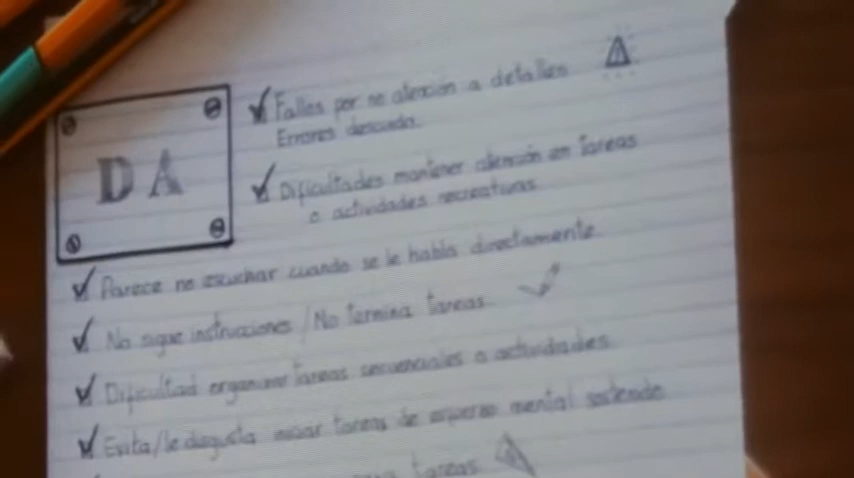 DA
Fallos por no atención a detalles
Errores descuido.
Dificultades mantener atención en tareas
o actividades recreativas.
Parece no escuchar cuando se le habla directamente.
No sigue instrucciones / No termina tareas.
Dificultad organizar tareas secuenciales o actividades.
Evita/le disgusta iniciar tareas de esfuerzo mental sostenido
tareas.